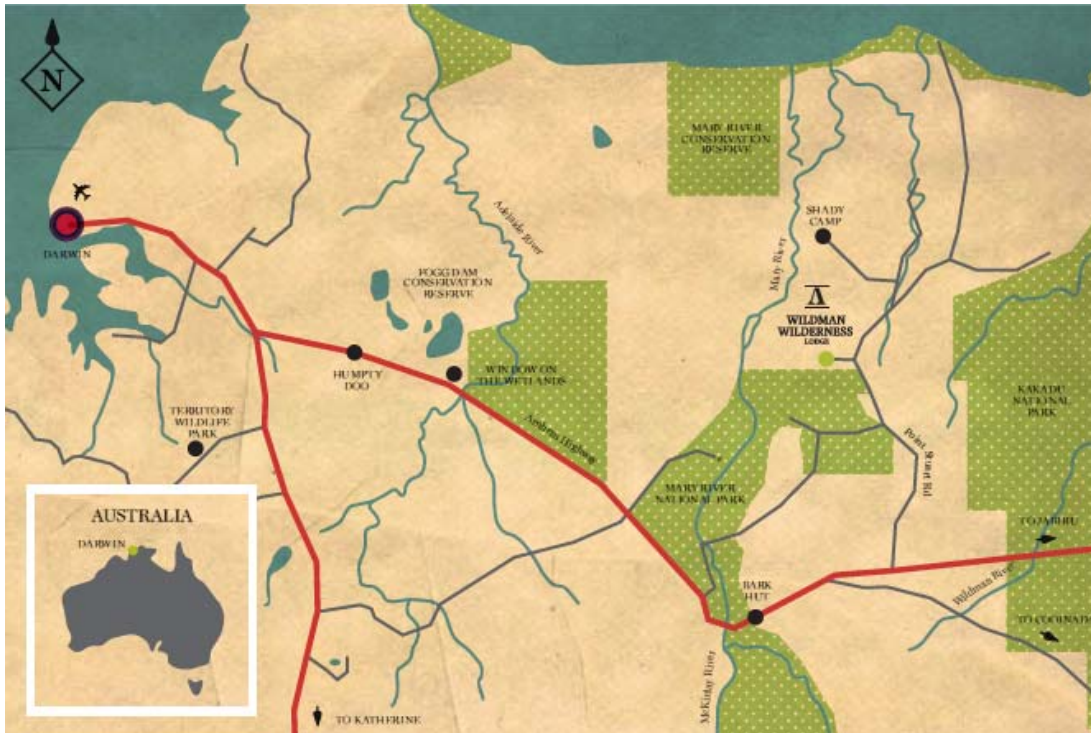 N
DARWIN
Adelaide River
FOGG DAM
CONSERVATION
RESERVE
MARY RIVER
CONSERVATION
RESERVE
Mary River
SHADY
CAMP
WILDMAN
WILDERNESS
LODGE
HUMPTY
DOO
WINDOW ON
THE WETLANDS
KAKADU
NATIONAL
PARK
TERRITORY
WILDLIFE
PARK
Arnhem Highway
Point Stuart Rd
MARY RIVER
NATIONAL PARK
AUSTRALIA
DARWIN
TO JABIRU
BARK
HUT
Wildman River
McKinlay River
TO KATHERINE